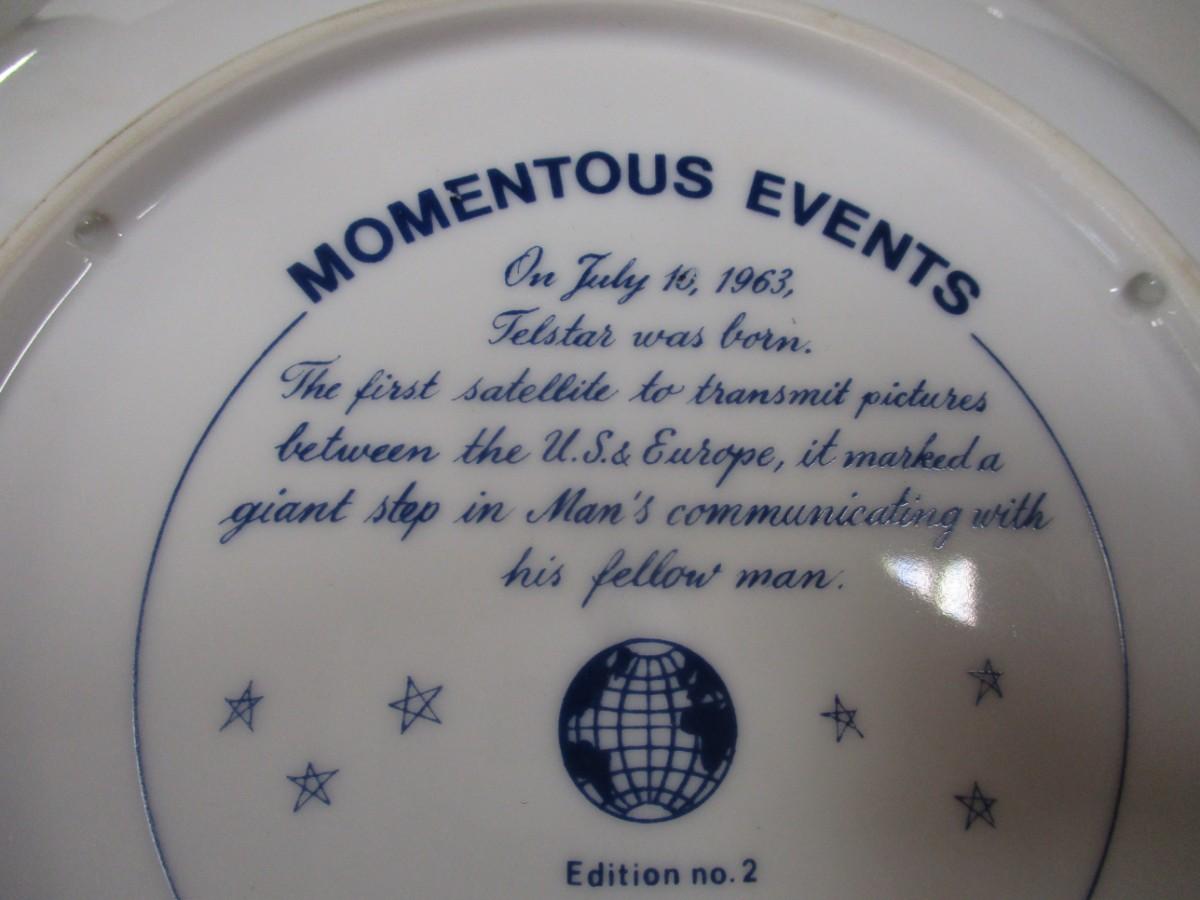 MOMENTOUS EVENTS
On July 10, 1963,
Telstar was born.
The first satellite to transmit pictures
between the U.S. & Europe, it marked a
giant step in Man's communicating with
his fellow man.
Edition no. 2